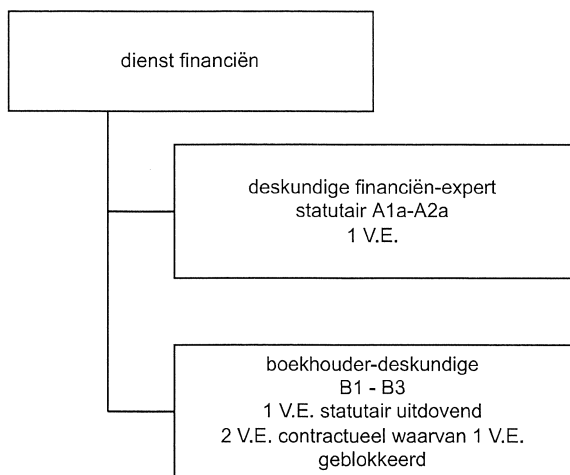 dienst financiën
deskundige financiën-expert
statutair A1a-A2a
1 V.E.
boekhouder-deskundige
B1 - B3
1 V.E. statutair uitdovend
2 V.E. contractueel waarvan 1 V.E.
geblokkeerd